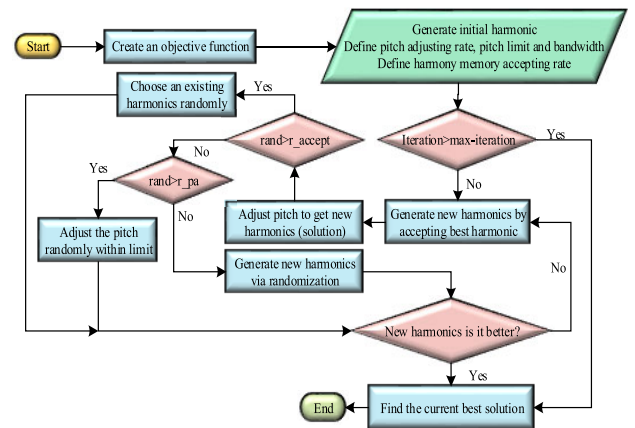 Start
Create an objective function
Generate initial harmonic
Define pitch adjusting rate, pitch limit and bandwidth
Define harmony memory accepting rate
Choose an existing
harmonics randomly
Yes
rand>r_accept
Iteration>max-iteration
Yes
No
rand>r_pa
Yes
No
No
Adjust pitch to get new
harmonics (solution)
Generate new harmonics by
accepting best harmonic
Adjust the pitch
randomly within limit
Generate new harmonics
via randomization
No
New harmonics is it better?
Yes
End
Find the current best solution